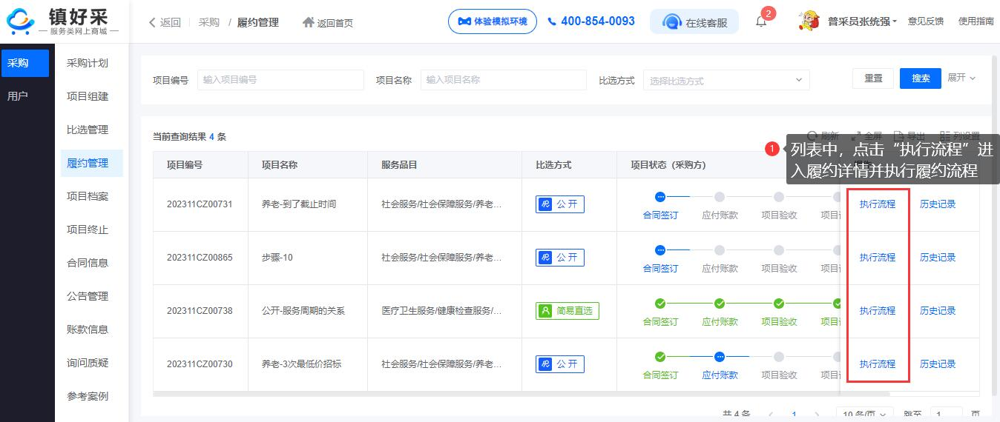 镇好采
服务类网上商城
返回 采购 / 履约管理 返回首页 体验模拟环境 400-854-0093 在线客服 2 普采员张统强 意见反馈 使用指南
采购
用户
采购计划
项目组建
比选管理
履约管理
项目档案
项目终止
合同信息
公告管理
账款信息
询问质疑
参考案例
项目编号 输入项目编号 项目名称 输入项目名称 比选方式 选择比选方式 重置 搜索 展开
当前查询结果 4 条 刷新 全屏 导出 列设置
1 列表中，点击“执行流程”进
入履约详情并执行履约流程
项目编号 项目名称 服务品目 比选方式 项目状态（采购方）
202311CZ00731 养老-到了截止时间 社会服务/社会保障服务/养老... 公开 合同签订 应付账款 项目验收 项目 执行流程 历史记录
202311CZ00865 步骤-10 社会服务/社会保障服务/养老... 公开 合同签订 应付账款 项目验收 项目 执行流程 历史记录
202311CZ00738 公开-服务周期的关系 医疗卫生服务/健康检查服务/... 简易直选 合同签订 应付账款 项目验收 项目 执行流程 历史记录
202311CZ00730 养老-3次最低价招标 社会服务/社会保障服务/养老... 公开 合同签订 应付账款 项目验收 项目 执行流程 历史记录
共 4 条 1 10 条/页 跳至 1 页